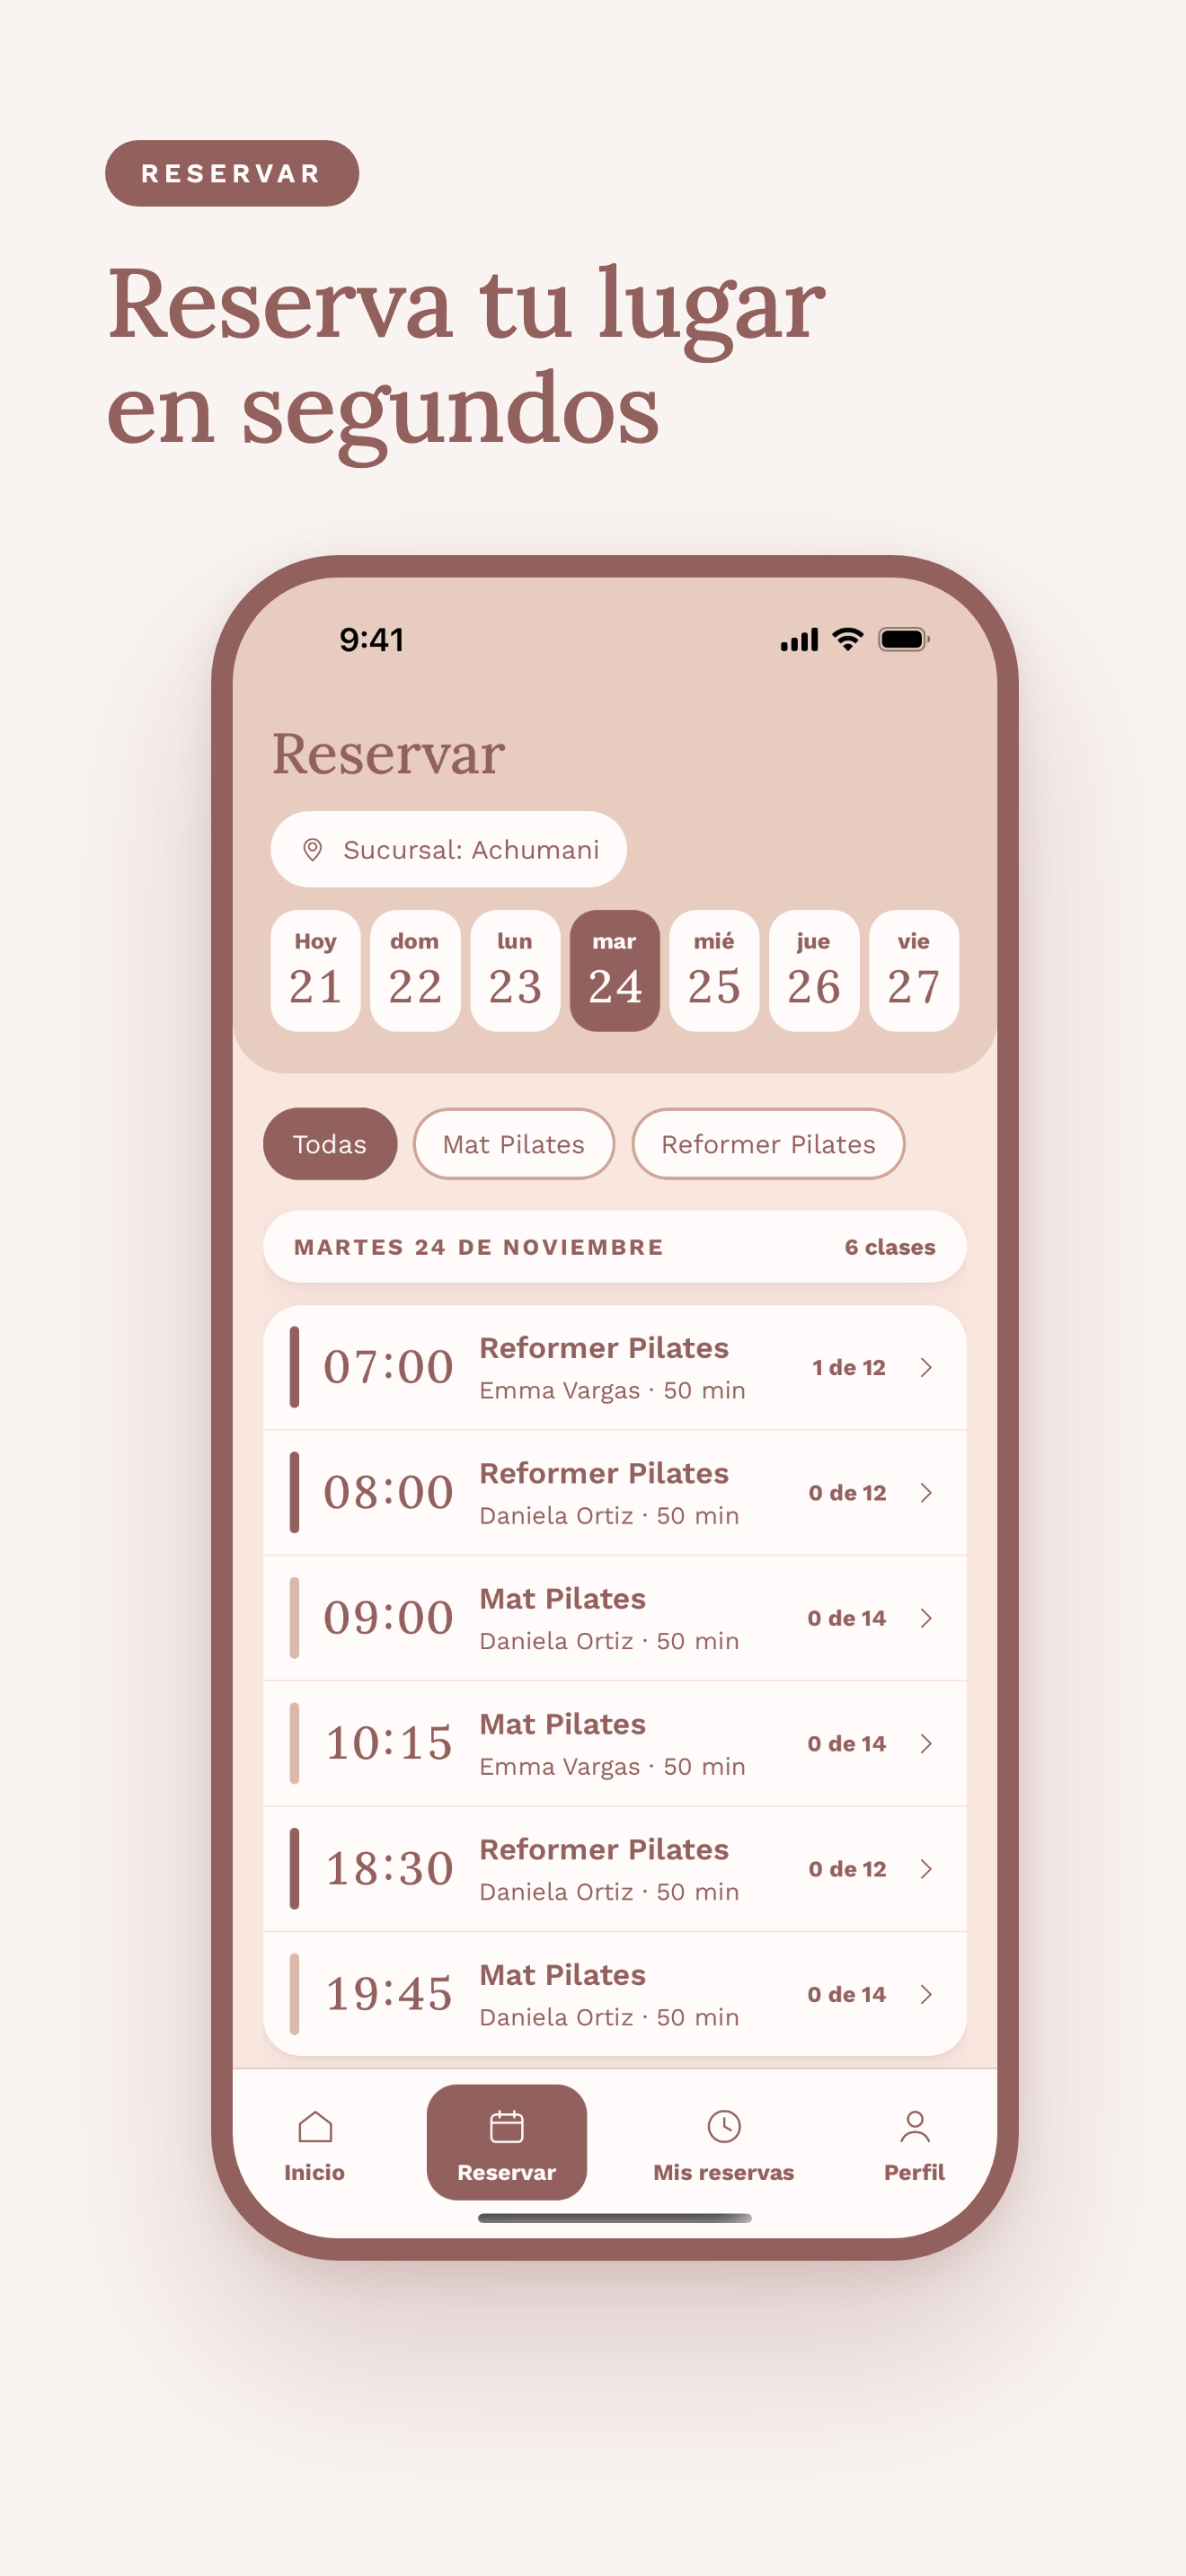 RESERVAR
Reserva tu lugar
en segundos
9:41
Reservar
Sucursal: Achumani
Hoy dom lun mar mié jue vie
21 22 23 24 25 26 27
Todas Mat Pilates Reformer Pilates
MARTES 24 DE NOVIEMBRE 6 clases
07:00 Reformer Pilates 1 de 12
Emma Vargas · 50 min
08:00 Reformer Pilates 0 de 12
Daniela Ortiz · 50 min
09:00 Mat Pilates 0 de 14
Daniela Ortiz · 50 min
10:15 Mat Pilates 0 de 14
Emma Vargas · 50 min
18:30 Reformer Pilates 0 de 12
Daniela Ortiz · 50 min
19:45 Mat Pilates 0 de 14
Daniela Ortiz · 50 min
Inicio Reservar Mis reservas Perfil